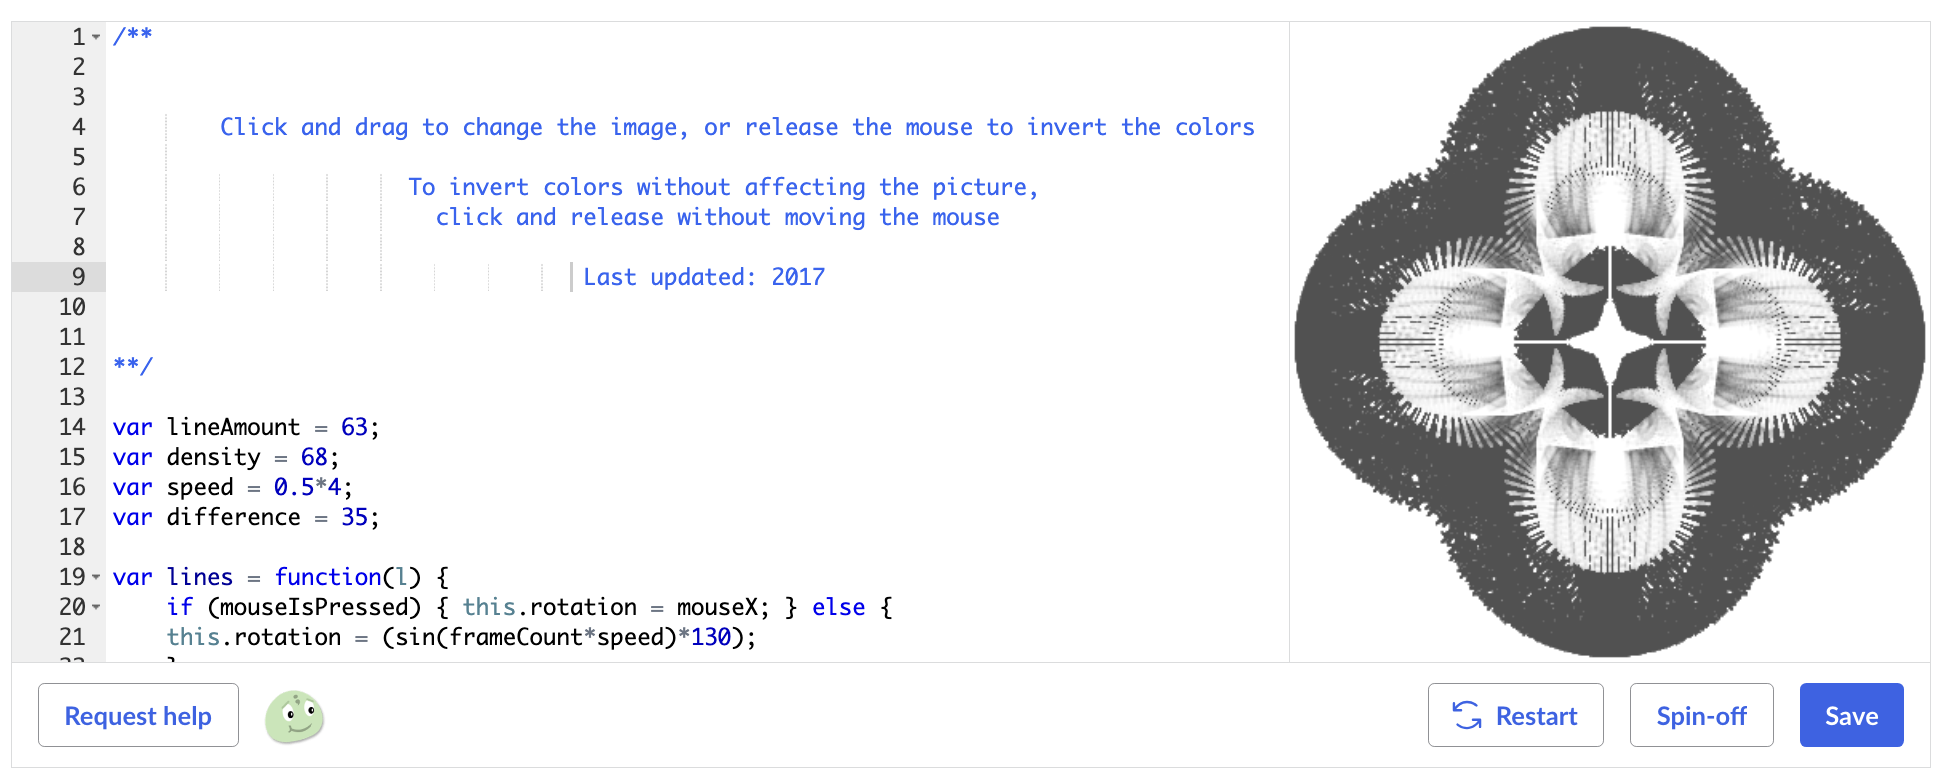 1 /**
2
3
4 Click and drag to change the image, or release the mouse to invert the colors
5
6 To invert colors without affecting the picture,
7 click and release without moving the mouse
8
9 Last updated: 2017
10
11
12 **/
13
14 var lineAmount = 63;
15 var density = 68;
16 var speed = 0.5*4;
17 var difference = 35;
18
19 var lines = function(l) {
20 if (mouseIsPressed) { this.rotation = mouseX; } else {
21 this.rotation = (sin(frameCount*speed)*130);
Request help
Restart
Spin-off
Save